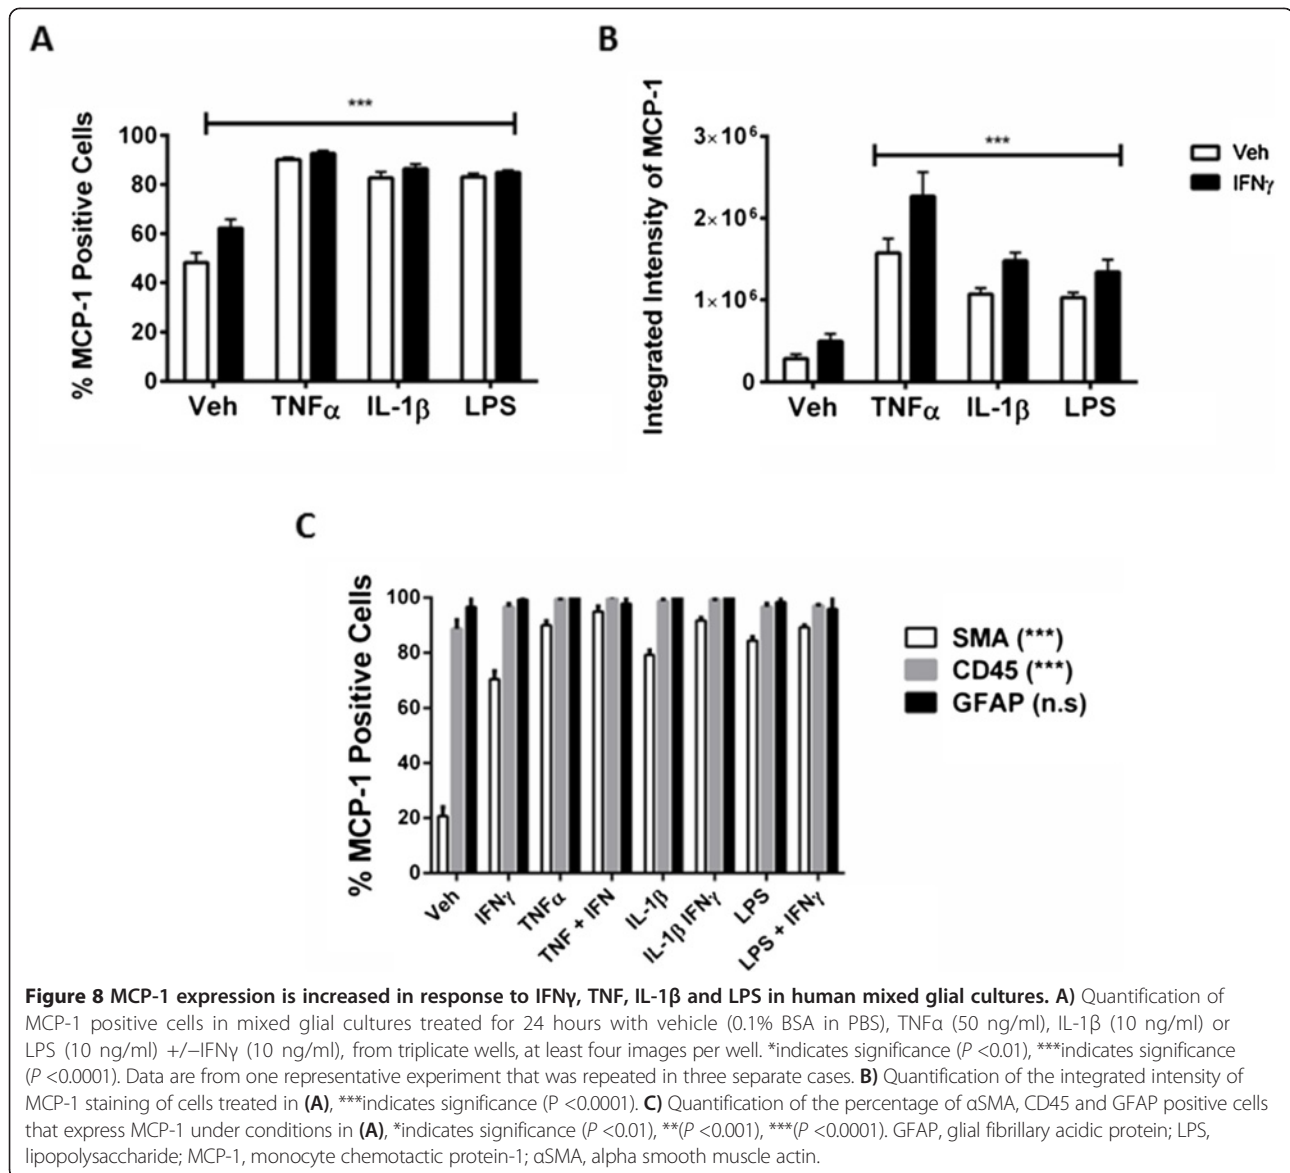 A
% MCP-1 Positive Cells
100
80
60
40
20
0
***
Veh TNFα IL-1β LPS
B
Integrated Intensity of MCP-1
3×10⁶
2×10⁶
1×10⁶
0
***
Veh TNFα IL-1β LPS
Veh
IFNγ
C
% MCP-1 Positive Cells
100
80
60
40
20
0
Veh
IFNγ
TNFα
TNF + IFN
IL-1β
IL-1β IFNγ
LPS
LPS + IFNγ
SMA (***)
CD45 (***)
GFAP (n.s)
Figure 8 MCP-1 expression is increased in response to IFNγ, TNF, IL-1β and LPS in human mixed glial cultures. A) Quantification of
MCP-1 positive cells in mixed glial cultures treated for 24 hours with vehicle (0.1% BSA in PBS), TNFα (50 ng/ml), IL-1β (10 ng/ml) or
LPS (10 ng/ml) +/−IFNγ (10 ng/ml), from triplicate wells, at least four images per well. *indicates significance (P <0.01), ***indicates significance
(P <0.0001). Data are from one representative experiment that was repeated in three separate cases. B) Quantification of the integrated intensity of
MCP-1 staining of cells treated in (A), ***indicates significance (P <0.0001). C) Quantification of the percentage of αSMA, CD45 and GFAP positive cells
that express MCP-1 under conditions in (A), *indicates significance (P <0.01), **(P <0.001), ***(P <0.0001). GFAP, glial fibrillary acidic protein; LPS,
lipopolysaccharide; MCP-1, monocyte chemotactic protein-1; αSMA, alpha smooth muscle actin.